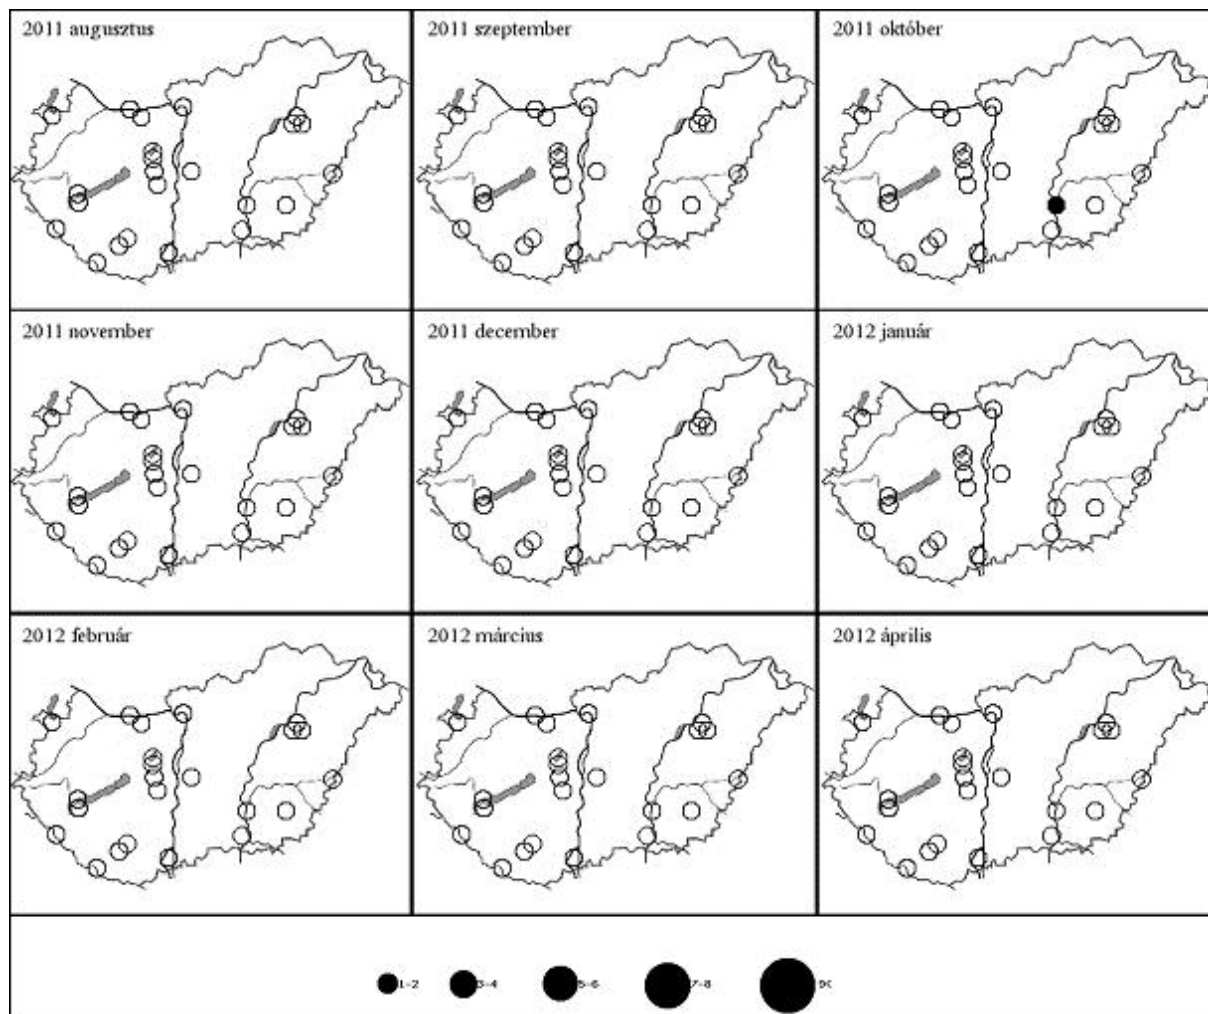 2011 augusztus
2011 szeptember
2011 október
2011 november
2011 december
2012 január
2012 február
2012 március
2012 április
1-2 3-4 5-6 7-8